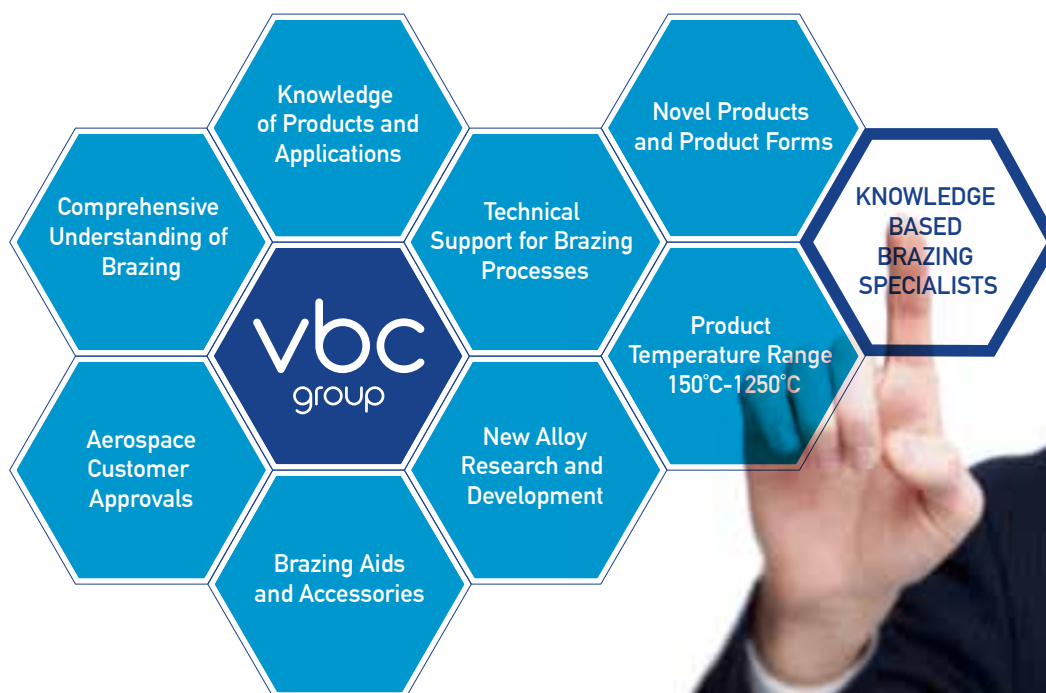 Knowledge
of Products and
Applications
Novel Products
and Product Forms
Comprehensive
Understanding of
Brazing
Technical
Support for Brazing
Processes
KNOWLEDGE
BASED
BRAZING
SPECIALISTS
vbc
group
Product
Temperature Range
150°C-1250°C
Aerospace
Customer
Approvals
New Alloy
Research and
Development
Brazing Aids
and Accessories